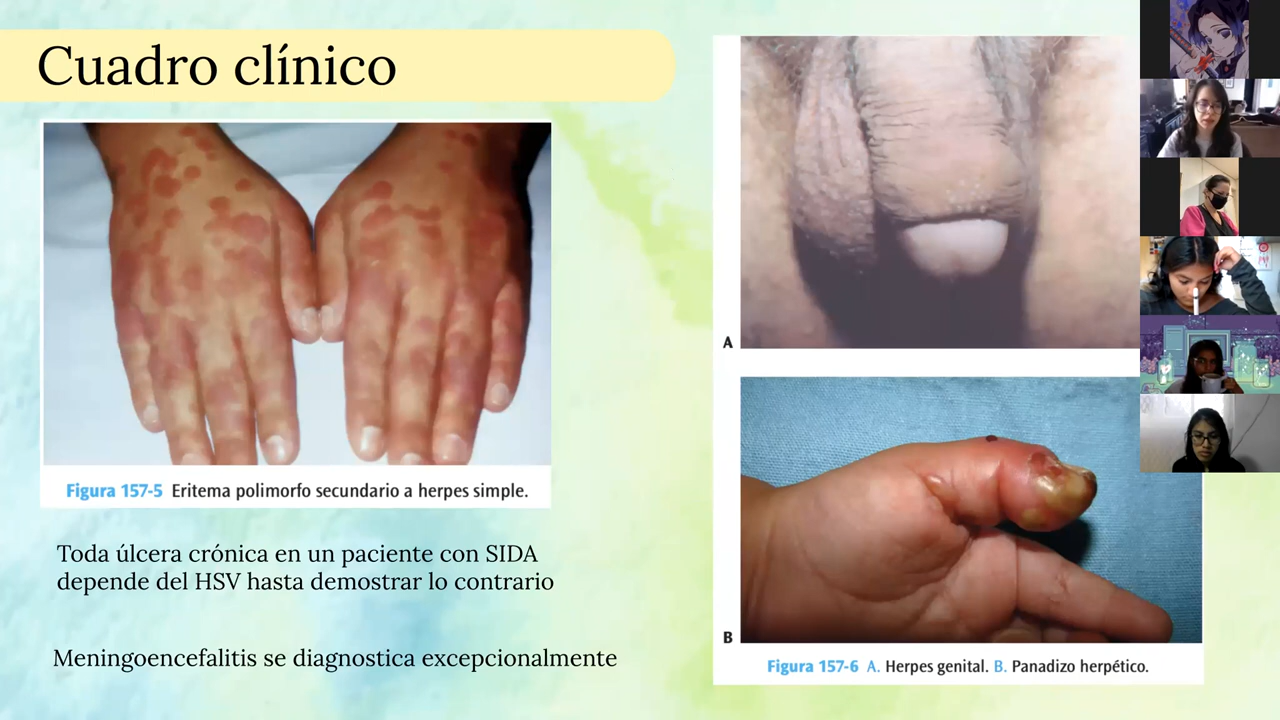 Cuadro clínico
Figura 157-5 Eritema polimorfo secundario a herpes simple.
Toda úlcera crónica en un paciente con SIDA
depende del HSV hasta demostrar lo contrario
Meningoencefalitis se diagnostica excepcionalmente
A
B
Figura 157-6 A. Herpes genital. B. Panadizo herpético.